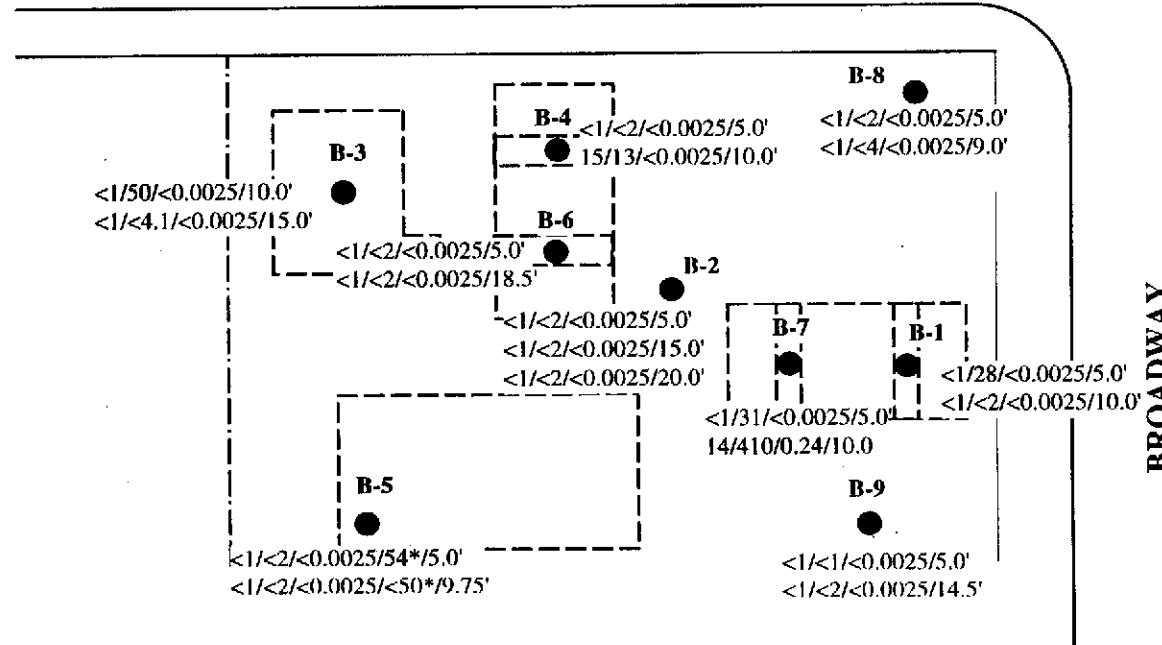 B-8
<1/<2/<0.0025/5.0'
<1/<4/<0.0025/9.0'
B-4
<1/<2/<0.0025/5.0'
15/13/<0.0025/10.0'
B-3
<1/50/<0.0025/10.0'
<1/<4.1/<0.0025/15.0'
B-6
<1/<2/<0.0025/5.0'
<1/<2/<0.0025/18.5'
B-2
<1/<2/<0.0025/5.0'
<1/<2/<0.0025/15.0'
<1/<2/<0.0025/20.0'
B-7
<1/31/<0.0025/5.0'
14/410/0.24/10.0
B-1
<1/28/<0.0025/5.0'
<1/<2/<0.0025/10.0'
BROADWAY
B-5
<1/<2/<0.0025/54*/5.0'
<1/<2/<0.0025/<50*/9.75'
B-9
<1/<1/<0.0025/5.0'
<1/<2/<0.0025/14.5'